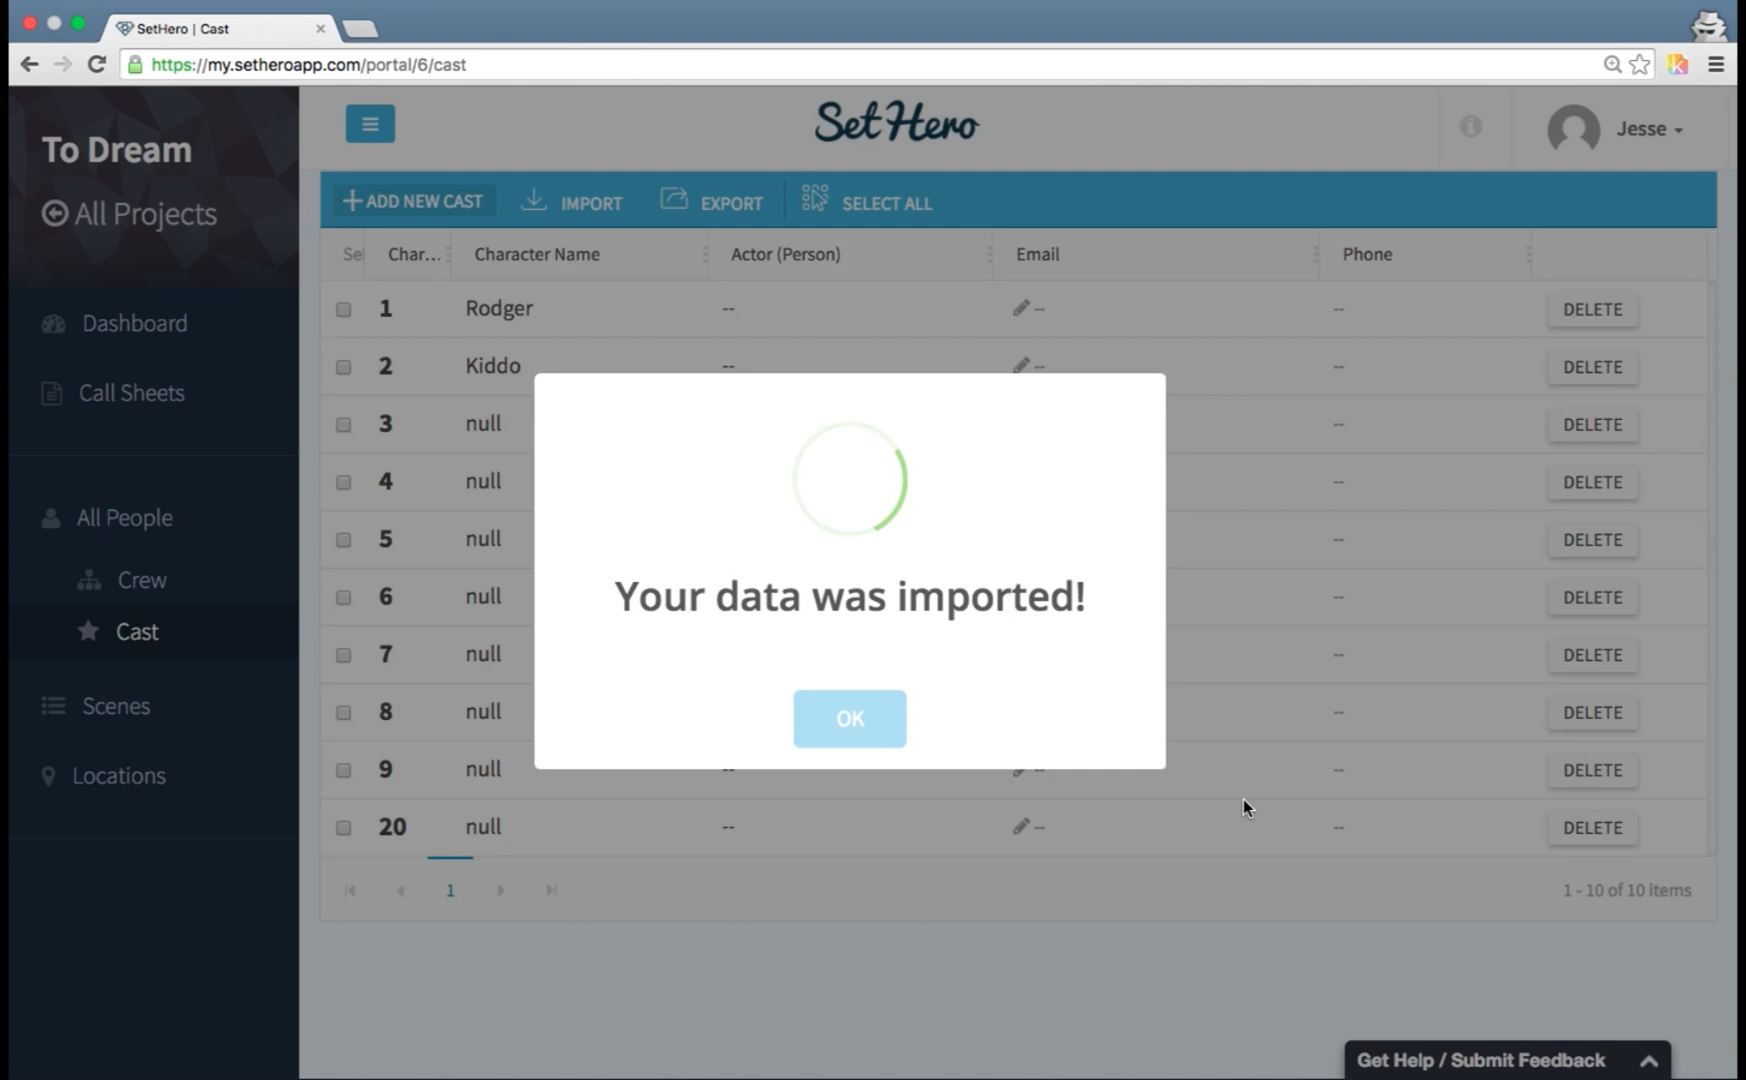 SetHero | Cast
https://my.setheroapp.com/portal/6/cast
To Dream
All Projects
SetHero
Jesse
ADD NEW CAST IMPORT EXPORT SELECT ALL
Sel Char... Character Name Actor (Person) Email Phone
1 Rodger -- -- -- DELETE
2 Kiddo -- -- -- DELETE
3 null -- DELETE
4 null -- DELETE
5 null -- DELETE
6 null -- DELETE
7 null -- DELETE
8 null -- DELETE
9 null -- -- -- DELETE
20 null -- -- -- DELETE
1
1 - 10 of 10 items
Dashboard
Call Sheets
All People
Crew
Cast
Scenes
Locations
Your data was imported!
OK
Get Help / Submit Feedback